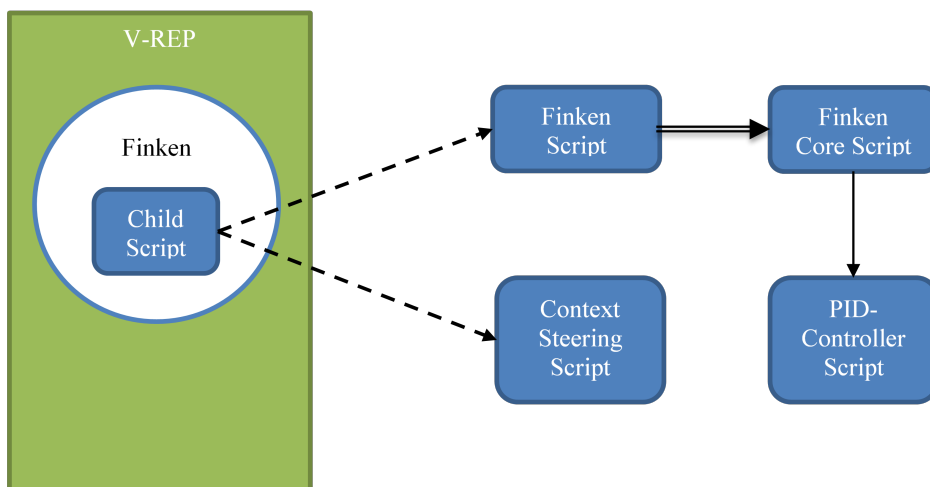 V-REP
Finken
Child
Script
Finken
Script
Finken
Core Script
Context
Steering
Script
PID-
Controller
Script